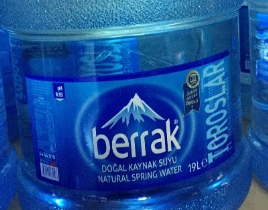 berrak
DOĞAL KAYNAK SUYU
NATURAL SPRING WATER
19L℮
TOROSLAR